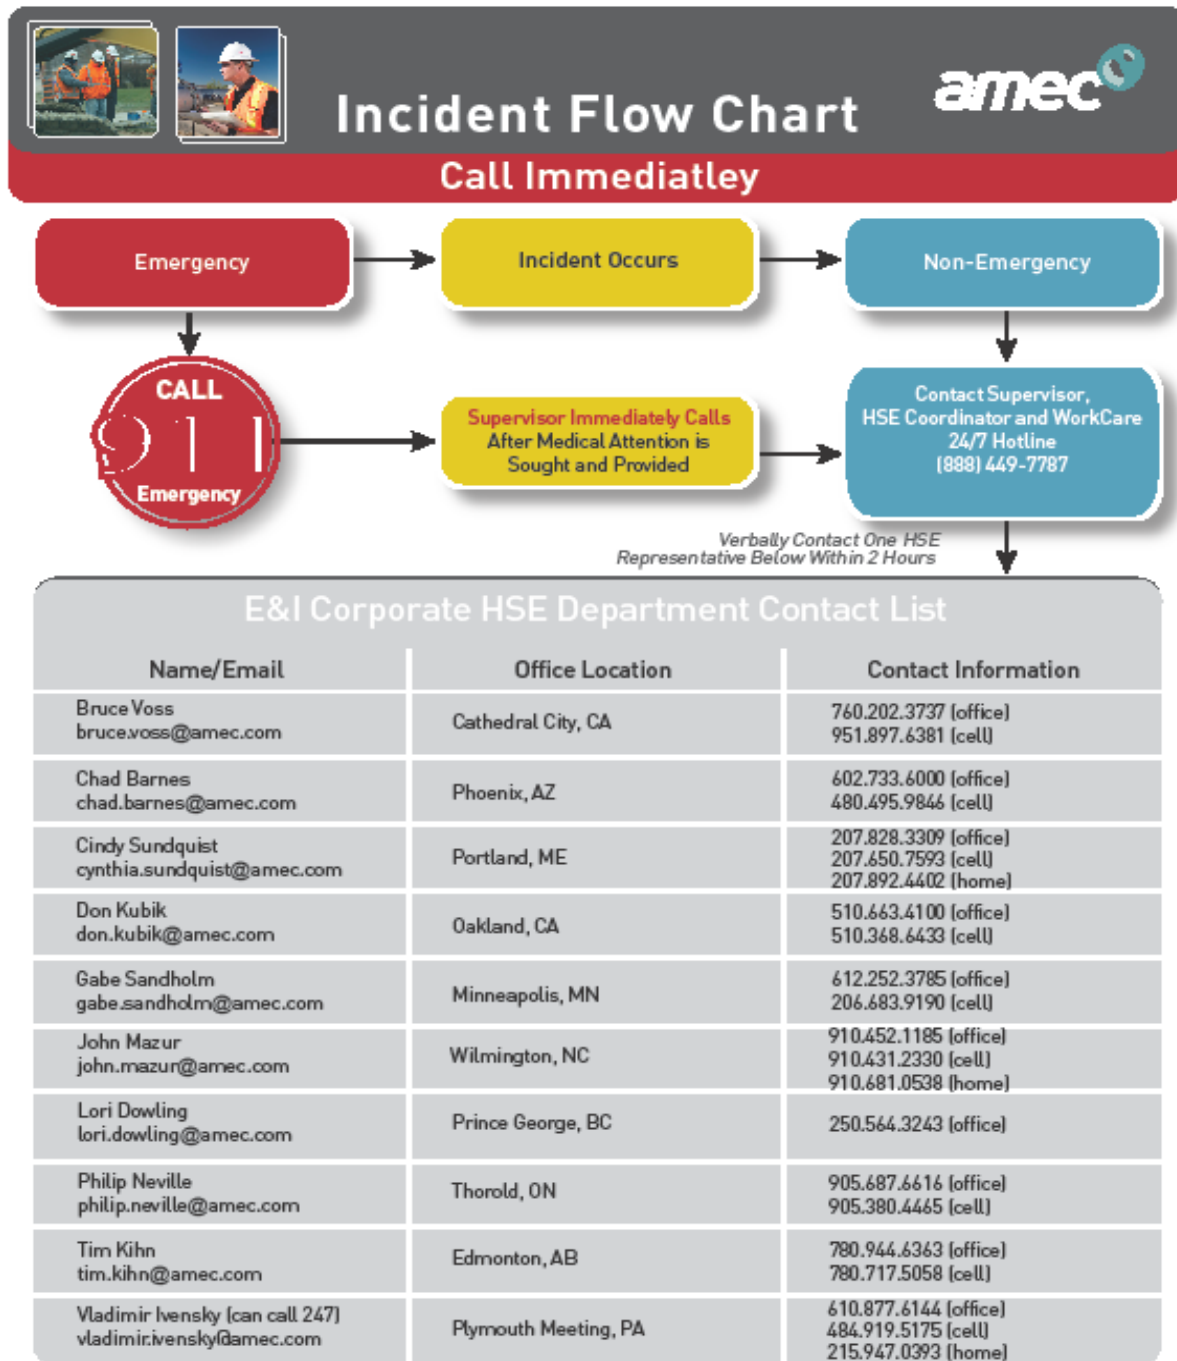 amec
Incident Flow Chart
Call Immediatley
Emergency
Incident Occurs
Non-Emergency
CALL
911
Emergency
Supervisor Immediately Calls
After Medical Attention is
Sought and Provided
Contact Supervisor,
HSE Coordinator and WorkCare
24/7 Hotline
(888) 449-7787
Verbally Contact One HSE
Representative Below Within 2 Hours
E&I Corporate HSE Department Contact List
Name/Email
Office Location
Contact Information
Bruce Voss
bruce.voss@amec.com
Cathedral City, CA
760.202.3737 (office)
951.897.6381 (cell)
Chad Barnes
chad.barnes@amec.com
Phoenix, AZ
602.733.6000 (office)
480.495.9846 (cell)
Cindy Sundquist
cynthia.sundquist@amec.com
Portland, ME
207.828.3309 (office)
207.650.7593 (cell)
207.892.4402 (home)
Don Kubik
don.kubik@amec.com
Oakland, CA
510.663.4100 (office)
510.368.6433 (cell)
Gabe Sandholm
gabe.sandholm@amec.com
Minneapolis, MN
612.252.3785 (office)
206.683.9190 (cell)
John Mazur
john.mazur@amec.com
Wilmington, NC
910.452.1185 (office)
910.431.2330 (cell)
910.681.0538 (home)
Lori Dowling
lori.dowling@amec.com
Prince George, BC
250.564.3243 (office)
Philip Neville
philip.neville@amec.com
Thorold, ON
905.687.6616 (office)
905.380.4465 (cell)
Tim Kihn
tim.kihn@amec.com
Edmonton, AB
780.944.6363 (office)
780.717.5058 (cell)
Vladimir Ivensky (can call 247)
vladimir.ivensky@amec.com
Plymouth Meeting, PA
610.877.6144 (office)
484.919.5175 (cell)
215.947.0393 (home)